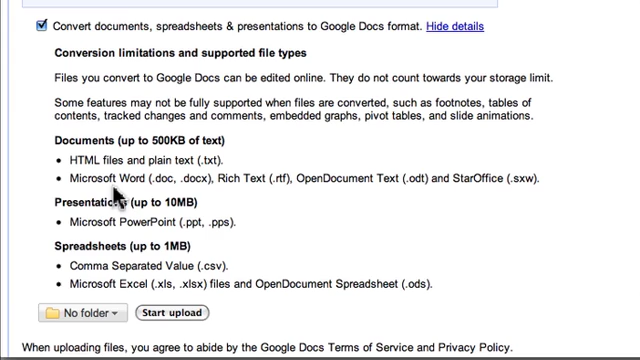 Convert documents, spreadsheets & presentations to Google Docs format. Hide details
Conversion limitations and supported file types
Files you convert to Google Docs can be edited online. They do not count towards your storage limit.
Some features may not be fully supported when files are converted, such as footnotes, tables of
contents, tracked changes and comments, embedded graphs, pivot tables, and slide animations.
Documents (up to 500KB of text)
• HTML files and plain text (.txt).
• Microsoft Word (.doc, .docx), Rich Text (.rtf), OpenDocument Text (.odt) and StarOffice (.sxw).
Presentations (up to 10MB)
• Microsoft PowerPoint (.ppt, .pps).
Spreadsheets (up to 1MB)
• Comma Separated Value (.csv).
• Microsoft Excel (.xls, .xlsx) files and OpenDocument Spreadsheet (.ods).
No folder Start upload
When uploading files, you agree to abide by the Google Docs Terms of Service and Privacy Policy.